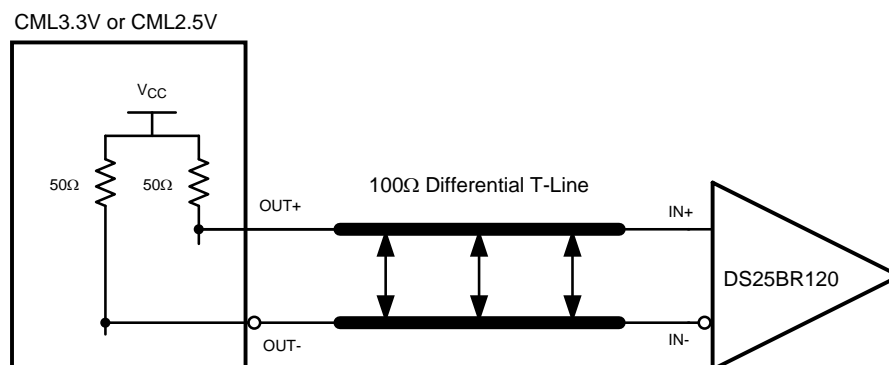 CML3.3V or CML2.5V
VCC
50Ω
50Ω
100Ω Differential T-Line
OUT+
IN+
DS25BR120
OUT-
IN-